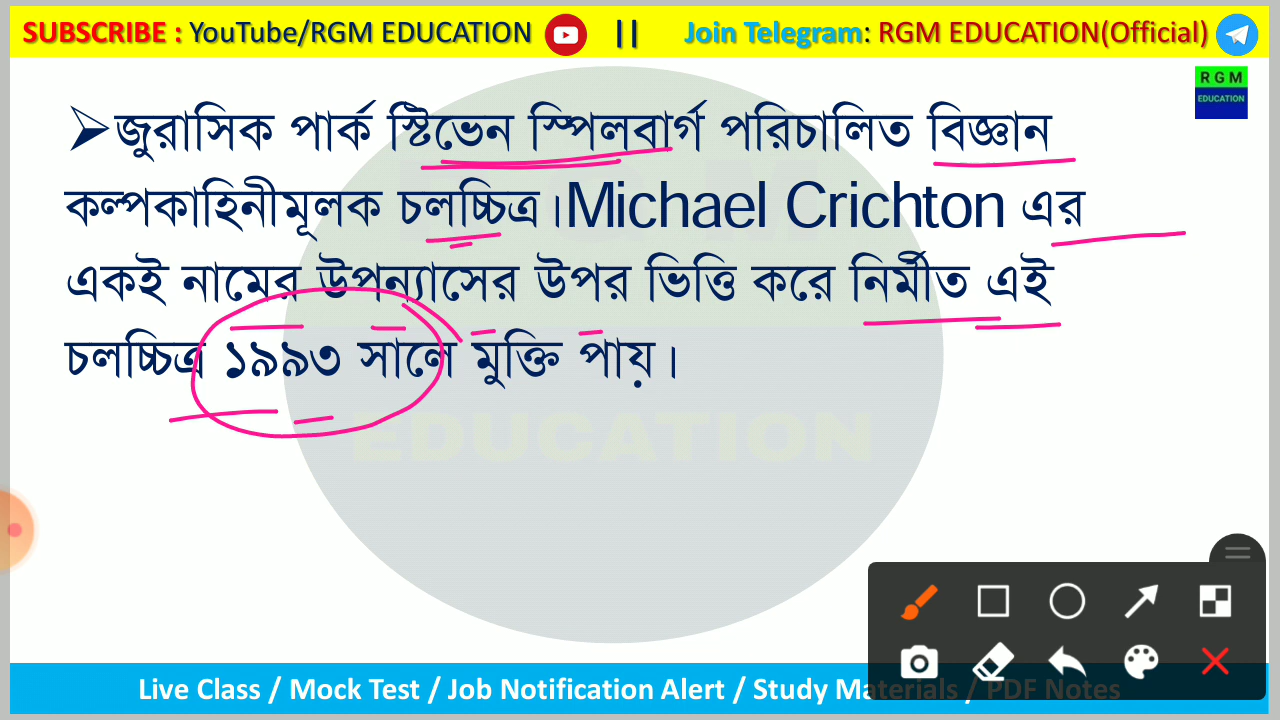 SUBSCRIBE : YouTube/RGM EDUCATION || Join Telegram: RGM EDUCATION(Official)
R G M
EDUCATION
➢জুরাসিক পার্ক স্টিভেন স্পিলবার্গ পরিচালিত বিজ্ঞান
কল্পকাহিনীমূলক চলচ্চিত্র।Michael Crichton এর
একই নামের উপন্যাসের উপর ভিত্তি করে নির্মীত এই
চলচ্চিত্র ১৯৯৩ সালে মুক্তি পায়।
EDUCATION
Live Class / Mock Test / Job Notification Alert / Study Materials / PDF Notes